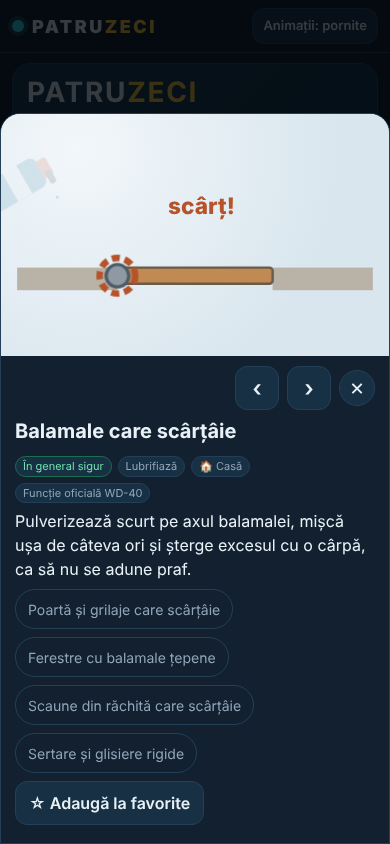 PATRUZECI
Animații: pornite
PATRUZECI
scârț!
‹ › ✕
Balamale care scârțâie
În general sigur
Lubrifiază
🏠 Casă
Funcție oficială WD-40
Pulverizează scurt pe axul balamalei, mișcă
ușa de câteva ori și șterge excesul cu o cârpă,
ca să nu se adune praf.
Poartă și grilaje care scârțâie
Ferestre cu balamale țepene
Scaune din răchită care scârțâie
Sertare și glisiere rigide
☆ Adaugă la favorite